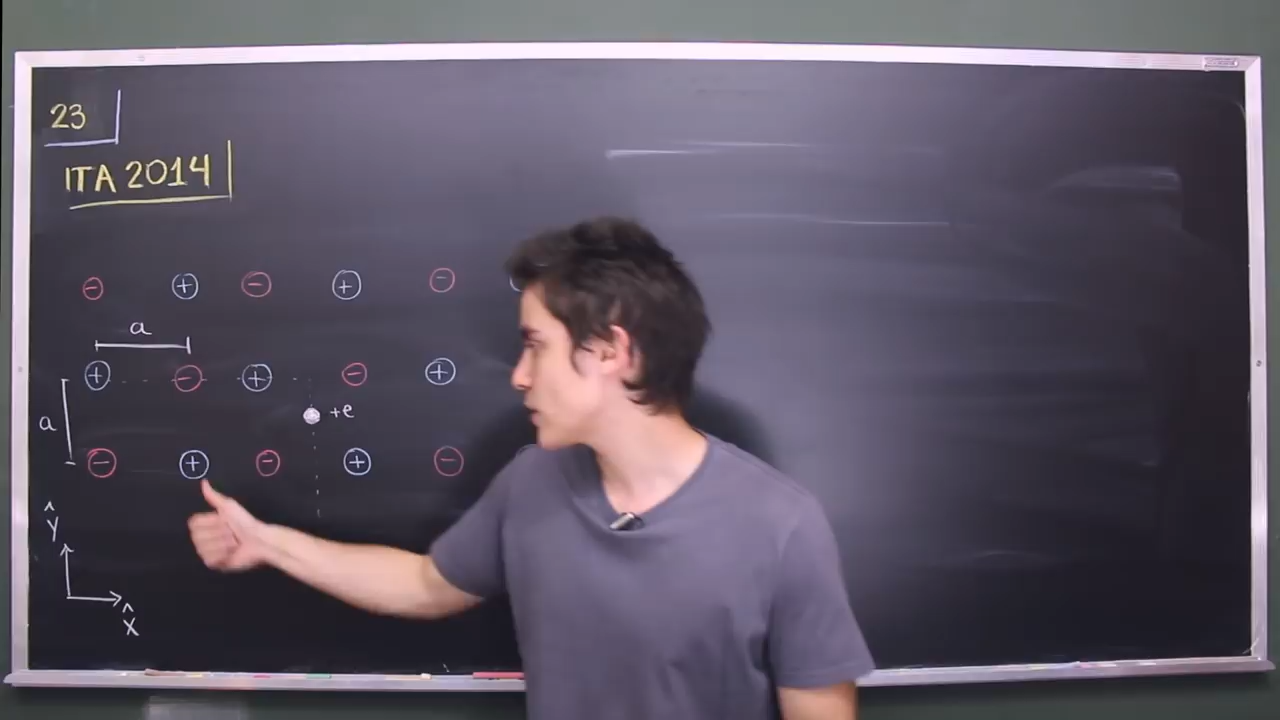 23
ITA 2014
⊖ ⊕ ⊖ ⊕ ⊖
a
⊕ ⊖ ⊕ ⊖ ⊕
a
+e
⊖ ⊕ ⊖ ⊕ ⊖
ŷ
x̂